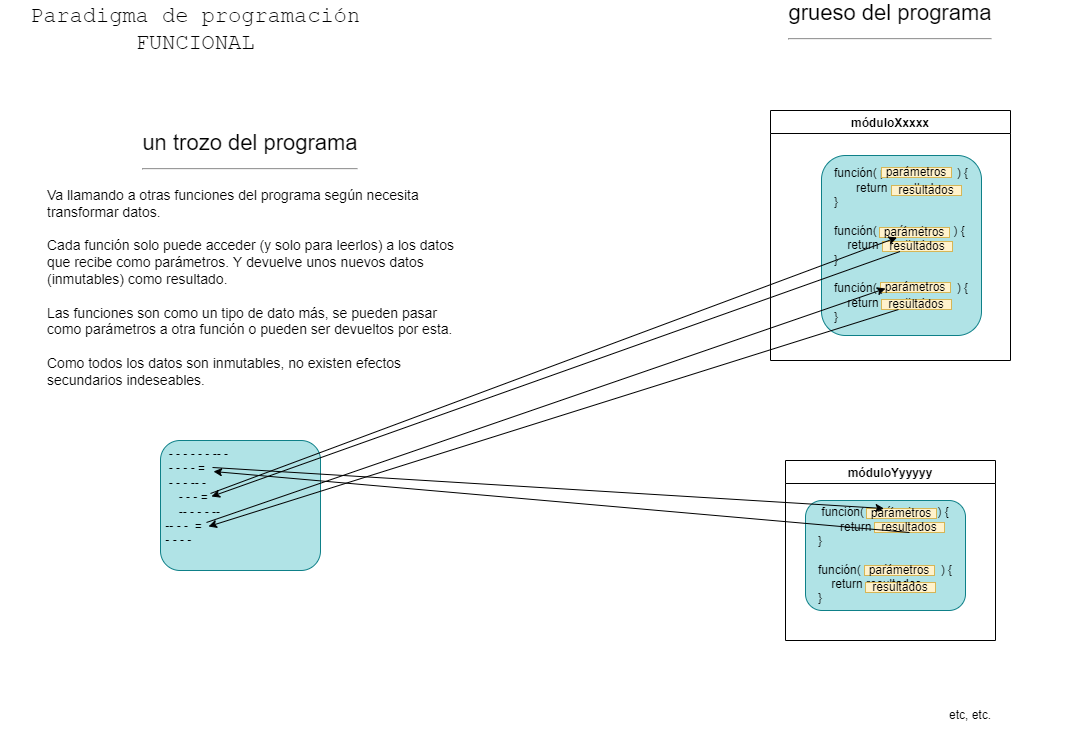 Paradigma de programación
FUNCIONAL
grueso del programa
un trozo del programa
Va llamando a otras funciones del programa según necesita
transformar datos.
Cada función solo puede acceder (y solo para leerlos) a los datos
que recibe como parámetros. Y devuelve unos nuevos datos
(inmutables) como resultado.
Las funciones son como un tipo de dato más, se pueden pasar
como parámetros a otra función o pueden ser devueltos por esta.
Como todos los datos son inmutables, no existen efectos
secundarios indeseables.
- - - - - - -- -
- - - - =
- - - -- -
- - - =
-- - - - --
-- - - =
- - - -
móduloXxxxx
función( parámetros ) {
return resultados
}
función( parámetros ) {
return resultados
}
función( parámetros ) {
return resultados
}
móduloYyyyyy
función( parámetros ) {
return resultados
}
función( parámetros ) {
return resultados
}
etc, etc.